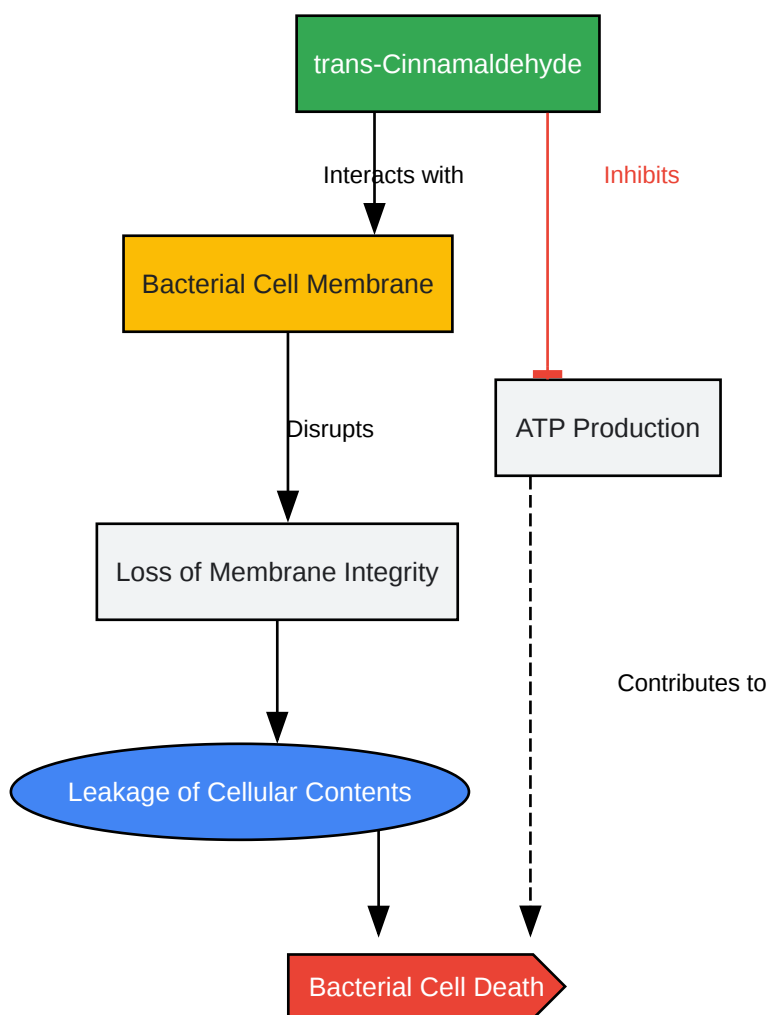 trans-Cinnamaldehyde
Interacts with
Inhibits
Bacterial Cell Membrane
Disrupts
ATP Production
Loss of Membrane Integrity
Contributes to
Leakage of Cellular Contents
Bacterial Cell Death